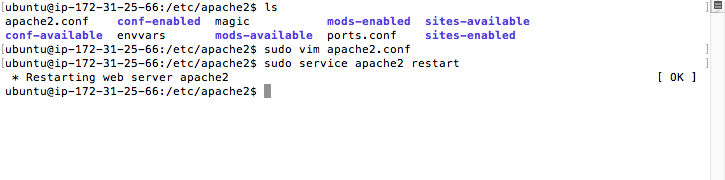 [ubuntu@ip-172-31-25-66:/etc/apache2$ ls ]
apache2.conf conf-enabled magic mods-enabled sites-available
conf-available envvars mods-available ports.conf sites-enabled
[ubuntu@ip-172-31-25-66:/etc/apache2$ sudo vim apache2.conf ]
[ubuntu@ip-172-31-25-66:/etc/apache2$ sudo service apache2 restart ]
* Restarting web server apache2 [ OK ]
ubuntu@ip-172-31-25-66:/etc/apache2$